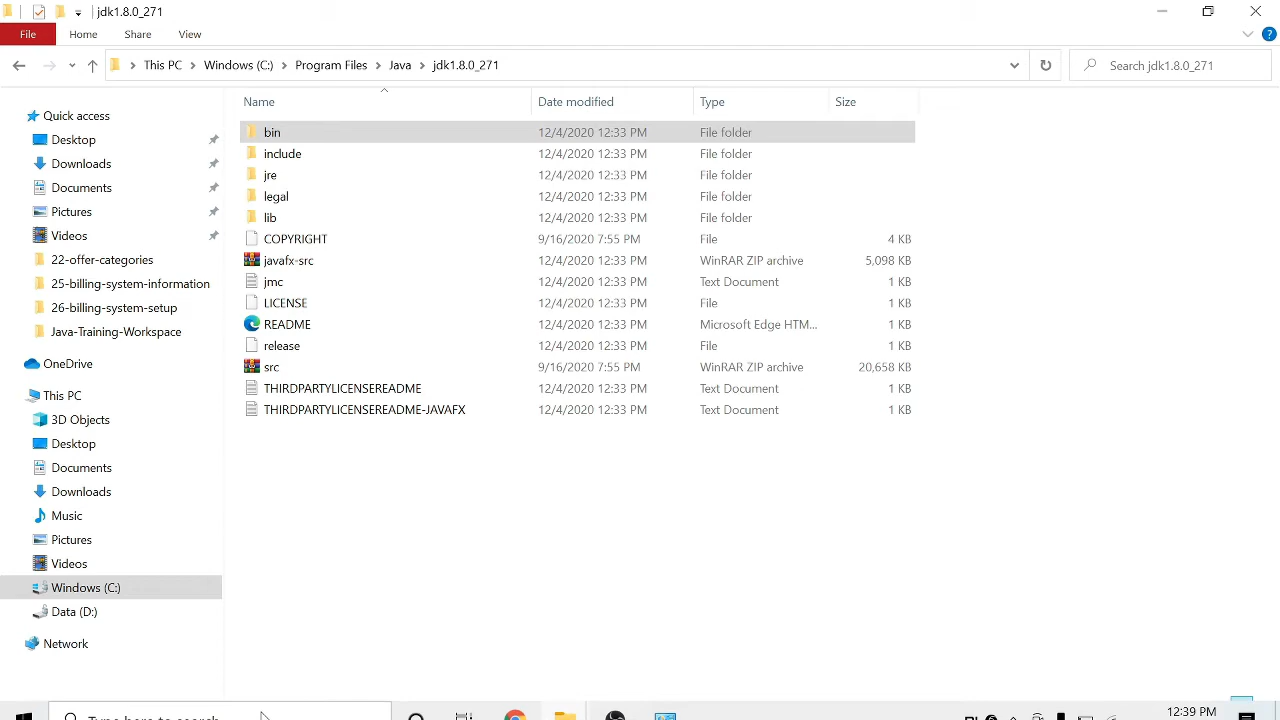 jdk1.8.0_271
File Home Share View
This PC Windows (C:) Program Files Java jdk1.8.0_271
Search jdk1.8.0_271
Name Date modified Type Size
Quick access
Desktop
Downloads
Documents
Pictures
Videos
22-offer-categories
25-billing-system-information
26-billing-system-setup
Java-Training-Workspace
OneDrive
This PC
3D Objects
Desktop
Documents
Downloads
Music
Pictures
Videos
Windows (C:)
Data (D:)
Network
bin 12/4/2020 12:33 PM File folder
include 12/4/2020 12:33 PM File folder
jre 12/4/2020 12:33 PM File folder
legal 12/4/2020 12:33 PM File folder
lib 12/4/2020 12:33 PM File folder
COPYRIGHT 9/16/2020 7:55 PM File 4 KB
javafx-src 12/4/2020 12:33 PM WinRAR ZIP archive 5,098 KB
jmc 12/4/2020 12:33 PM Text Document 1 KB
LICENSE 12/4/2020 12:33 PM File 1 KB
README 12/4/2020 12:33 PM Microsoft Edge HTM... 1 KB
release 12/4/2020 12:33 PM File 1 KB
src 9/16/2020 7:55 PM WinRAR ZIP archive 20,658 KB
THIRDPARTYLICENSEREADME 12/4/2020 12:33 PM Text Document 1 KB
THIRDPARTYLICENSEREADME-JAVAFX 12/4/2020 12:33 PM Text Document 1 KB
Type here to search
12:39 PM